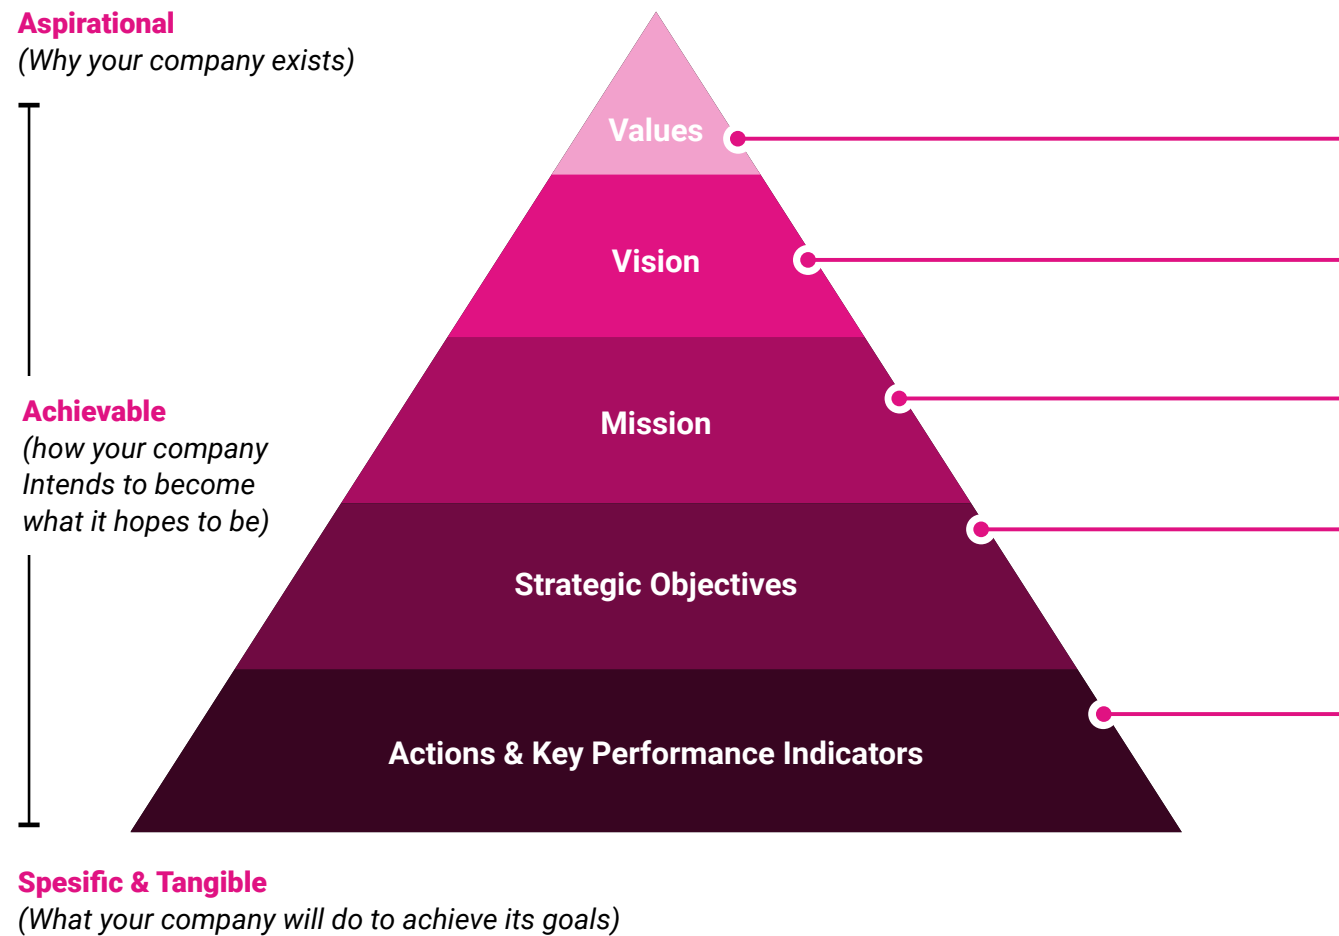 Aspirational
(Why your company exists)
Values
Vision
Achievable
(how your company
Intends to become
what it hopes to be)
Mission
Strategic Objectives
Actions & Key Performance Indicators
Spesific & Tangible
(What your company will do to achieve its goals)